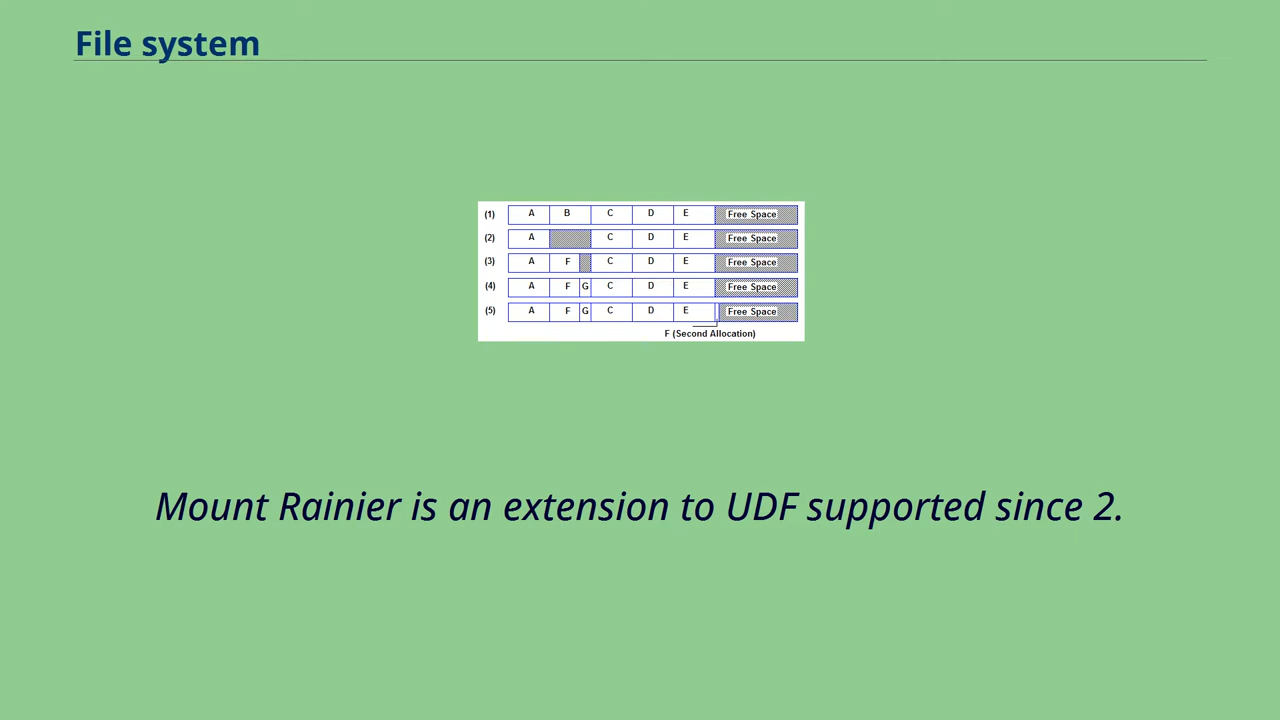 File system
(1) A B C D E Free Space
(2) A C D E Free Space
(3) A F C D E Free Space
(4) A F G C D E Free Space
(5) A F G C D E Free Space
F (Second Allocation)
Mount Rainier is an extension to UDF supported since 2.